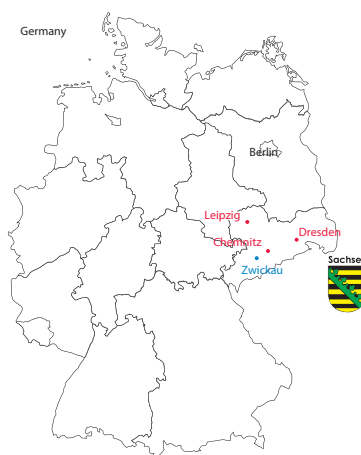 Germany
Berlin
Leipzig
Dresden
Chemnitz
Sachse
Zwickau